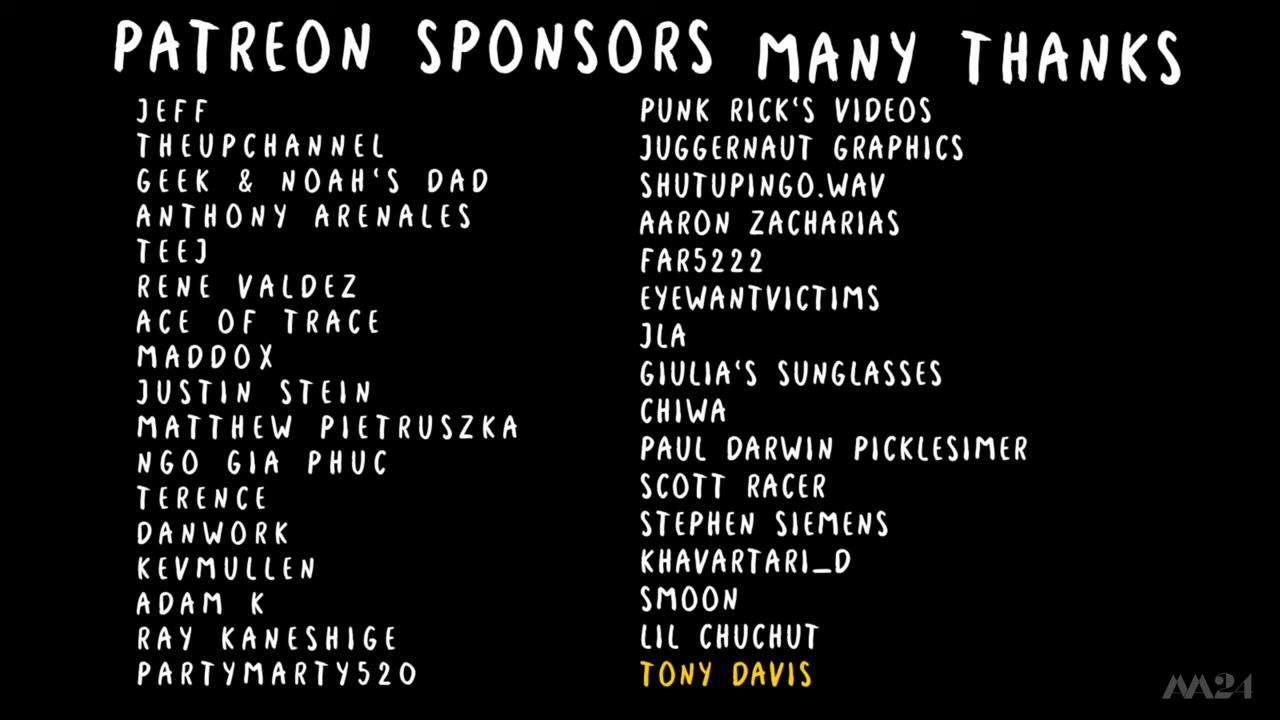 PATREON SPONSORS MANY THANKS
JEFF
THEUPCHANNEL
GEEK & NOAH'S DAD
ANTHONY ARENALES
TEEJ
RENE VALDEZ
ACE OF TRACE
MADDOX
JUSTIN STEIN
MATTHEW PIETRUSZKA
NGO GIA PHUC
TERENCE
DANWORK
KEVMULLEN
ADAM K
RAY KANESHIGE
PARTYMARTY520
PUNK RICK'S VIDEOS
JUGGERNAUT GRAPHICS
SHUTUPINGO.WAV
AARON ZACHARIAS
FAR5222
EYEWANTVICTIMS
JLA
GIULIA'S SUNGLASSES
CHIWA
PAUL DARWIN PICKLESIMER
SCOTT RACER
STEPHEN SIEMENS
KHAVARTARI_D
SMOON
LIL CHUCHUT
TONY DAVIS